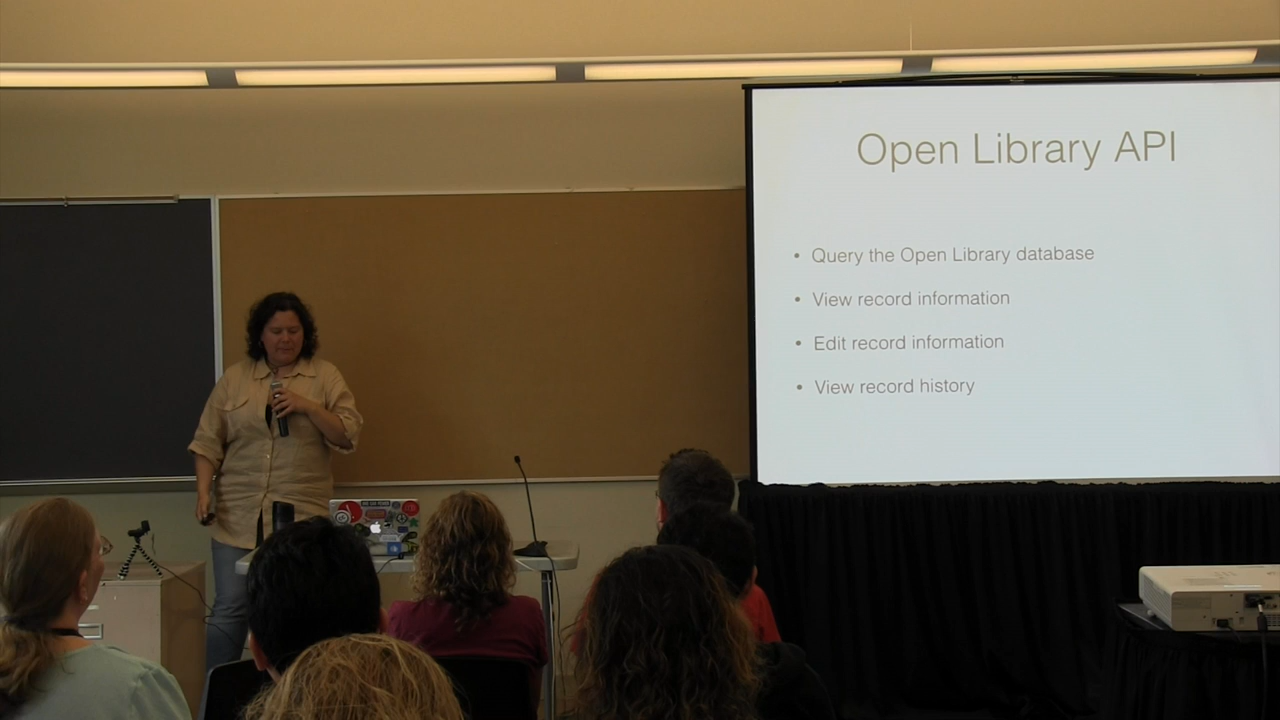 Open Library API
• Query the Open Library database
• View record information
• Edit record information
• View record history